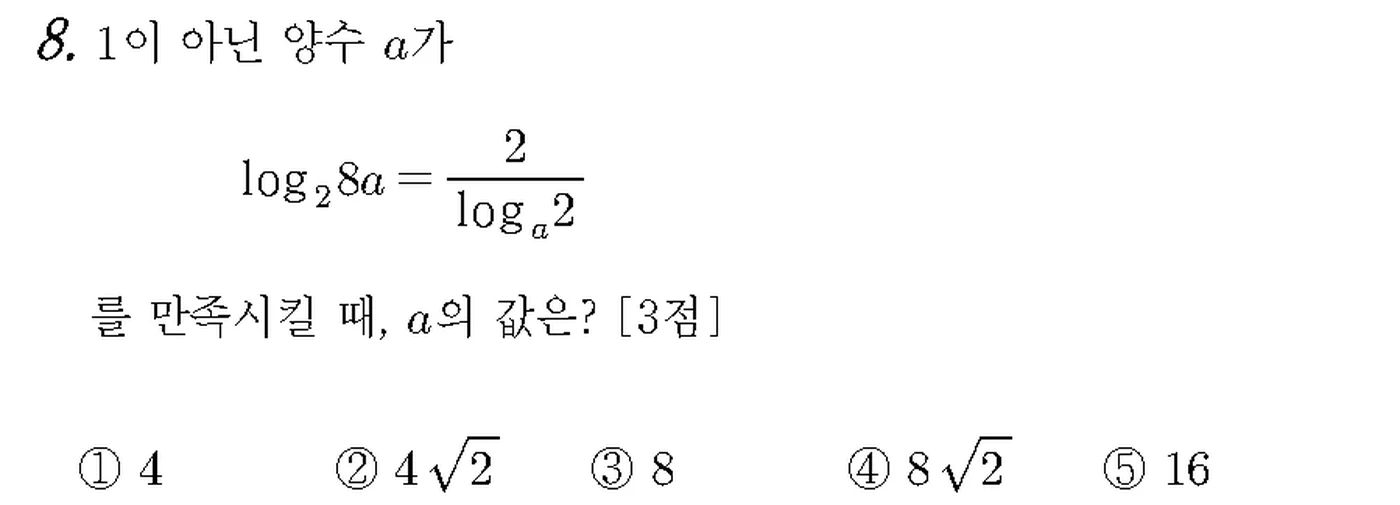 8. 1이 아닌 양수 a가
log₂8a = 2/logₐ2
를 만족시킬 때, a의 값은? [3점]
① 4 ② 4√2 ③ 8 ④ 8√2 ⑤ 16